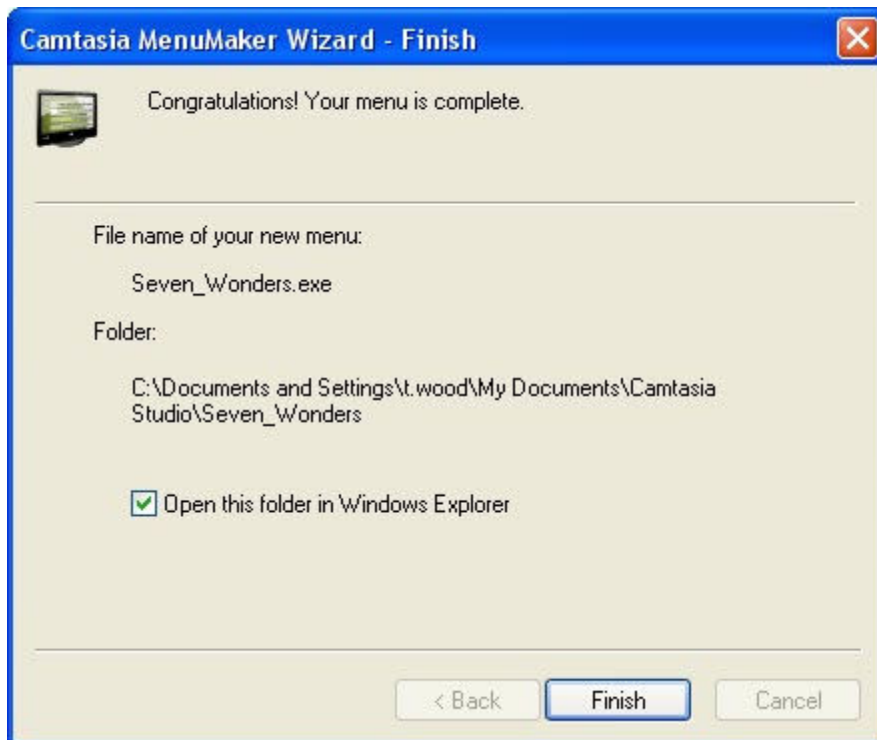 Camtasia MenuMaker Wizard - Finish
Congratulations! Your menu is complete.
File name of your new menu:
Seven_Wonders.exe
Folder:
C:\Documents and Settings\t.wood\My Documents\Camtasia
Studio\Seven_Wonders
Open this folder in Windows Explorer
< Back
Finish
Cancel